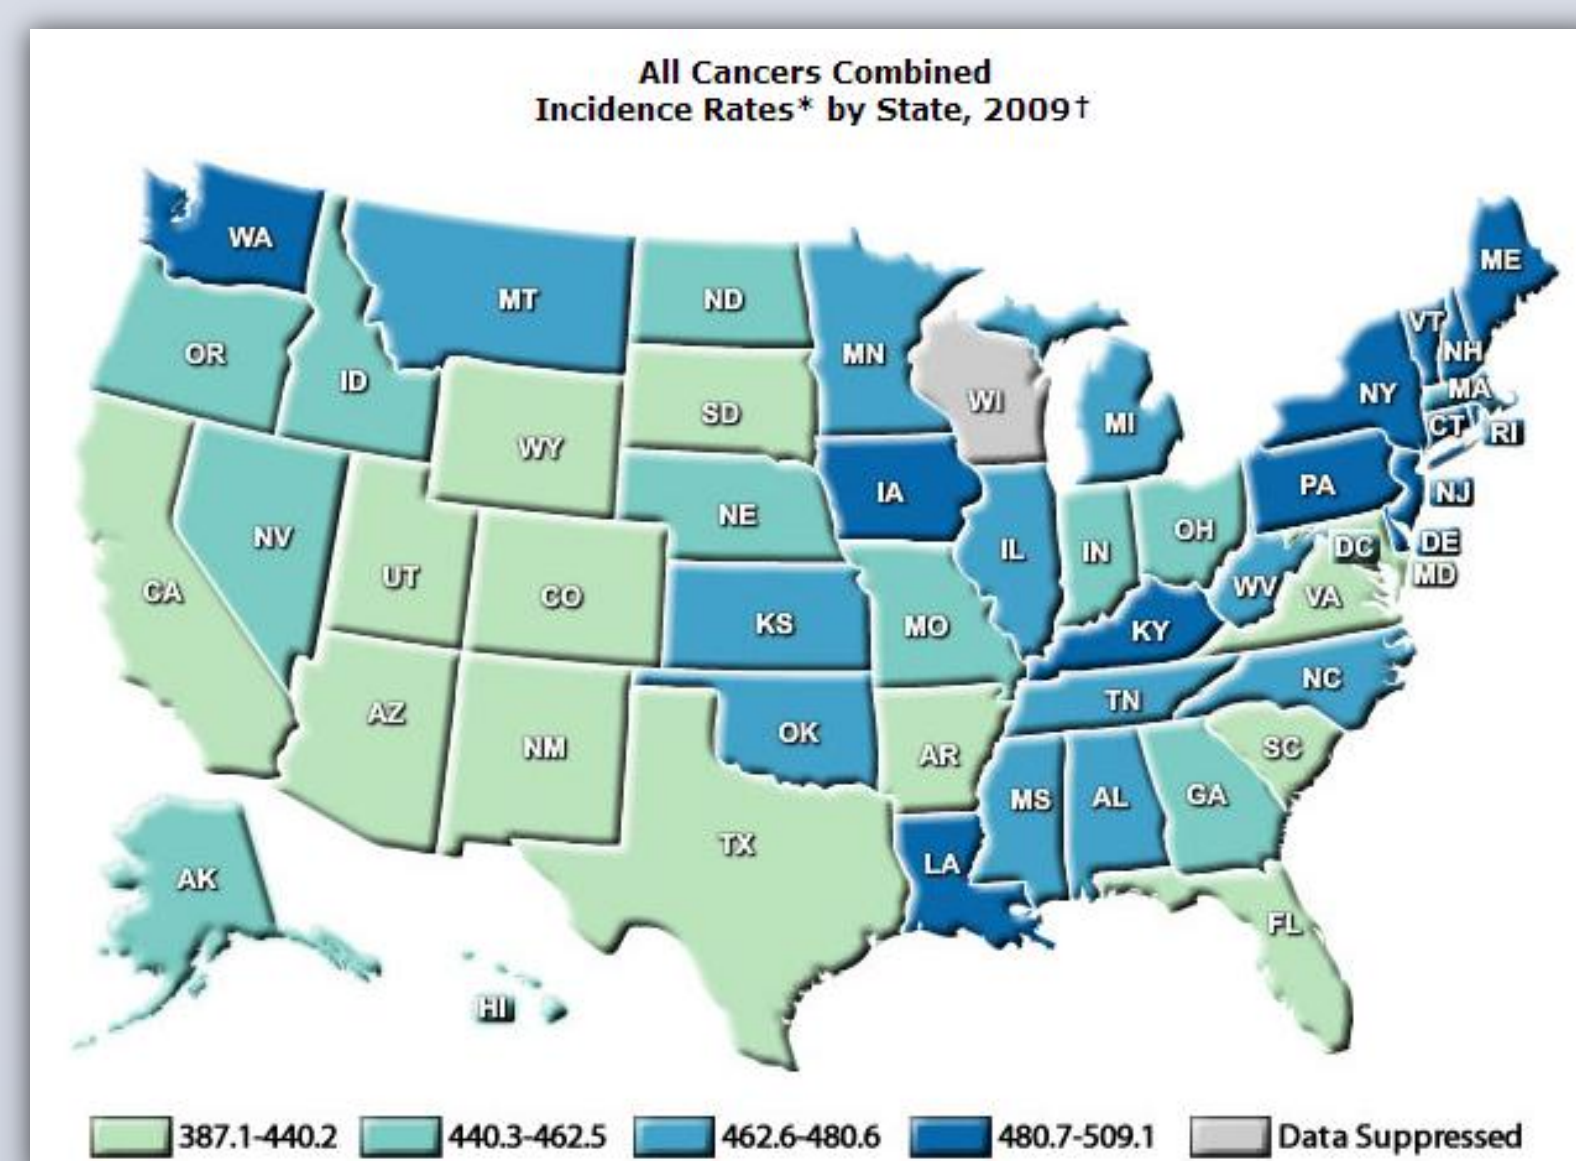 All Cancers Combined
Incidence Rates* by State, 2009†
WA
ME
MT
ND
VT
NH
OR
ID
MN
NY
MA
WI
SD
MI
CT
RI
WY
IA
PA
NJ
NE
NV
OH
DE
IL
IN
DC
MD
UT
CO
WV
VA
CA
KS
MO
KY
NC
TN
AZ
NM
OK
AR
SC
MS
AL
GA
TX
LA
AK
FL
HI
387.1-440.2 440.3-462.5 462.6-480.6 480.7-509.1 Data Suppressed